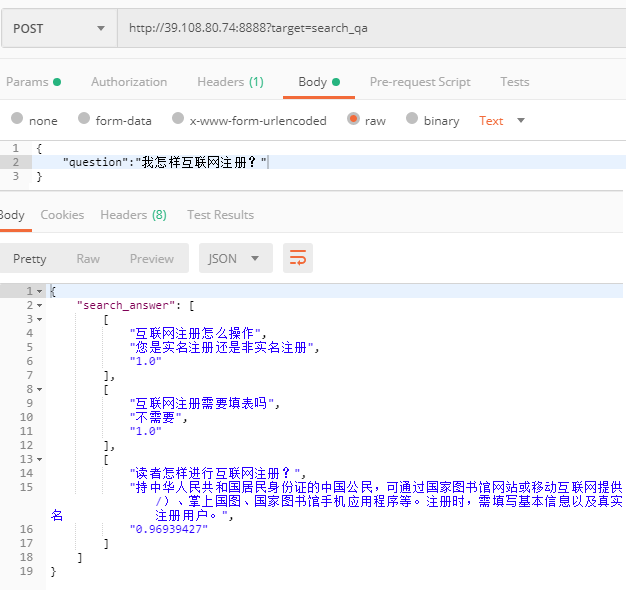 POST http://39.108.80.74:8888?target=search_qa
Params Authorization Headers (1) Body Pre-request Script Tests
none form-data x-www-form-urlencoded raw binary Text
1 {
2 "question":"我怎样互联网注册？"
3 }
Body Cookies Headers (8) Test Results
Pretty Raw Preview JSON
1 {
2 "search_answer": [
3 [
4 "互联网注册怎么操作",
5 "您是实名注册还是非实名注册",
6 "1.0"
7 ],
8 [
9 "互联网注册需要填表吗",
10 "不需要",
11 "1.0"
12 ],
13 [
14 "读者怎样进行互联网注册？",
15 "持中华人民共和国居民身份证的中国公民，可通过国家图书馆网站或移动互联网提供
/）、掌上国图、国家图书馆手机应用程序等。注册时，需填写基本信息以及真实
名 注册用户。",
16 "0.96939427"
17 ]
18 ]
19 }